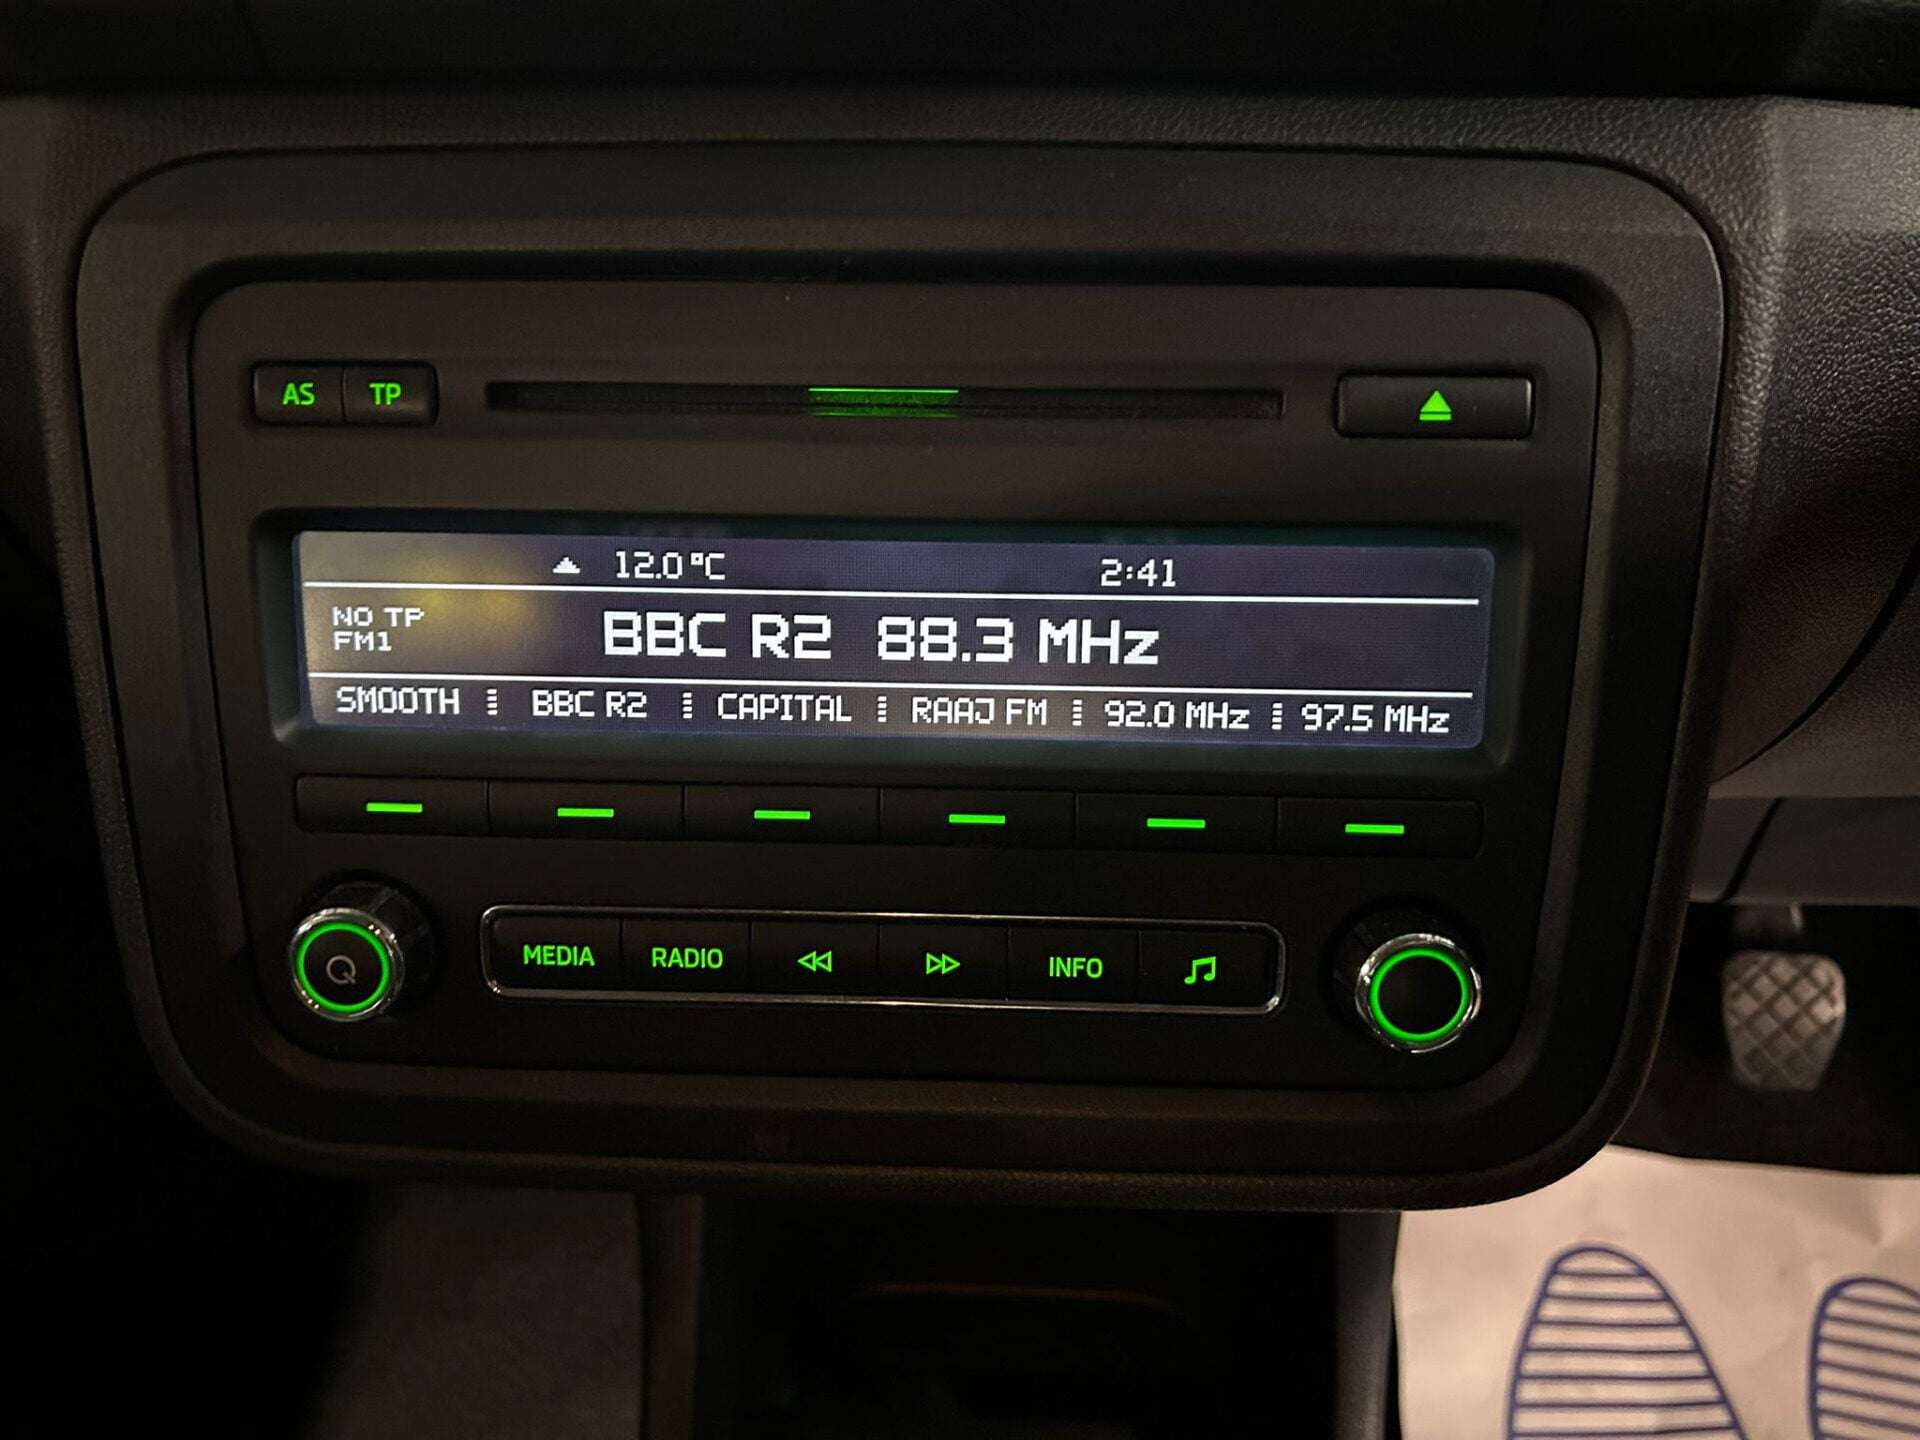 AS TP
12.0°C 2:41
NO TP
FM1
BBC R2 88.3 MHz
SMOOTH BBC R2 CAPITAL RAAJ FM 92.0 MHz 97.5 MHz
MEDIA RADIO INFO